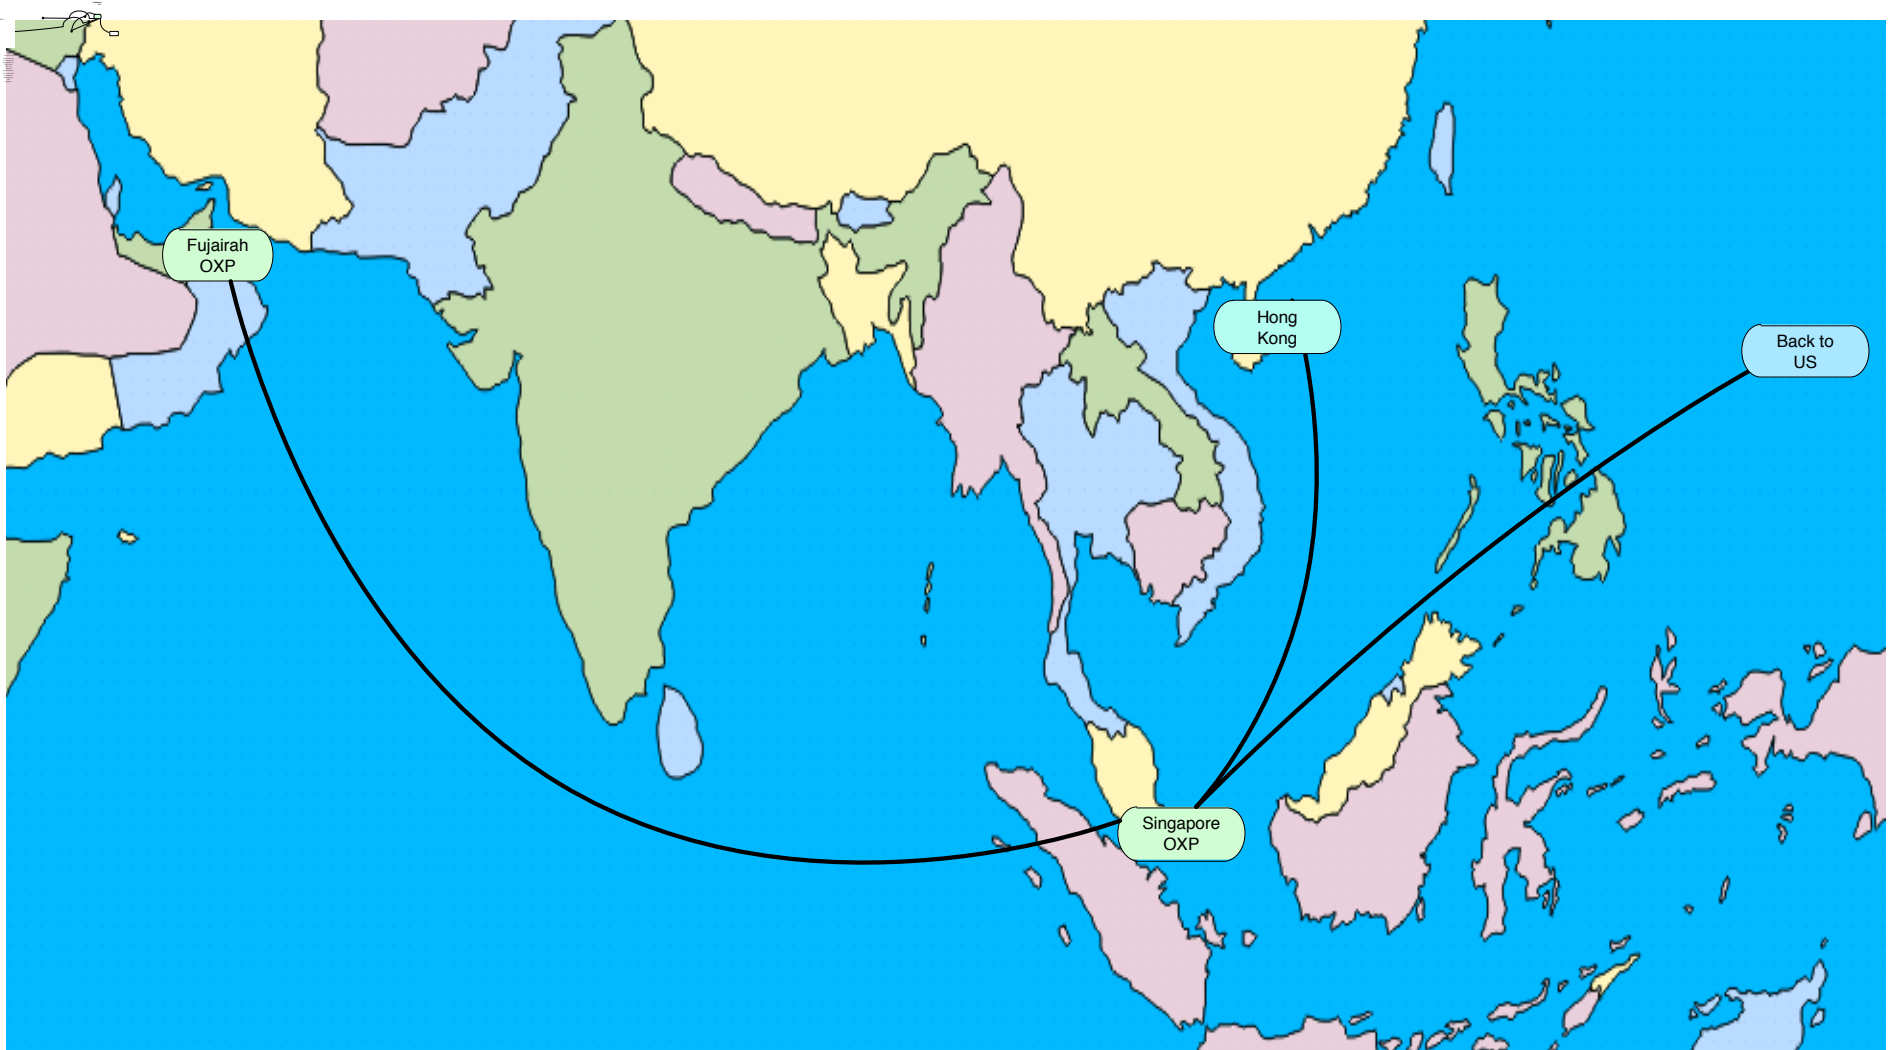 Fujairah
OXP
Hong
Kong
Back to
US
Singapore
OXP